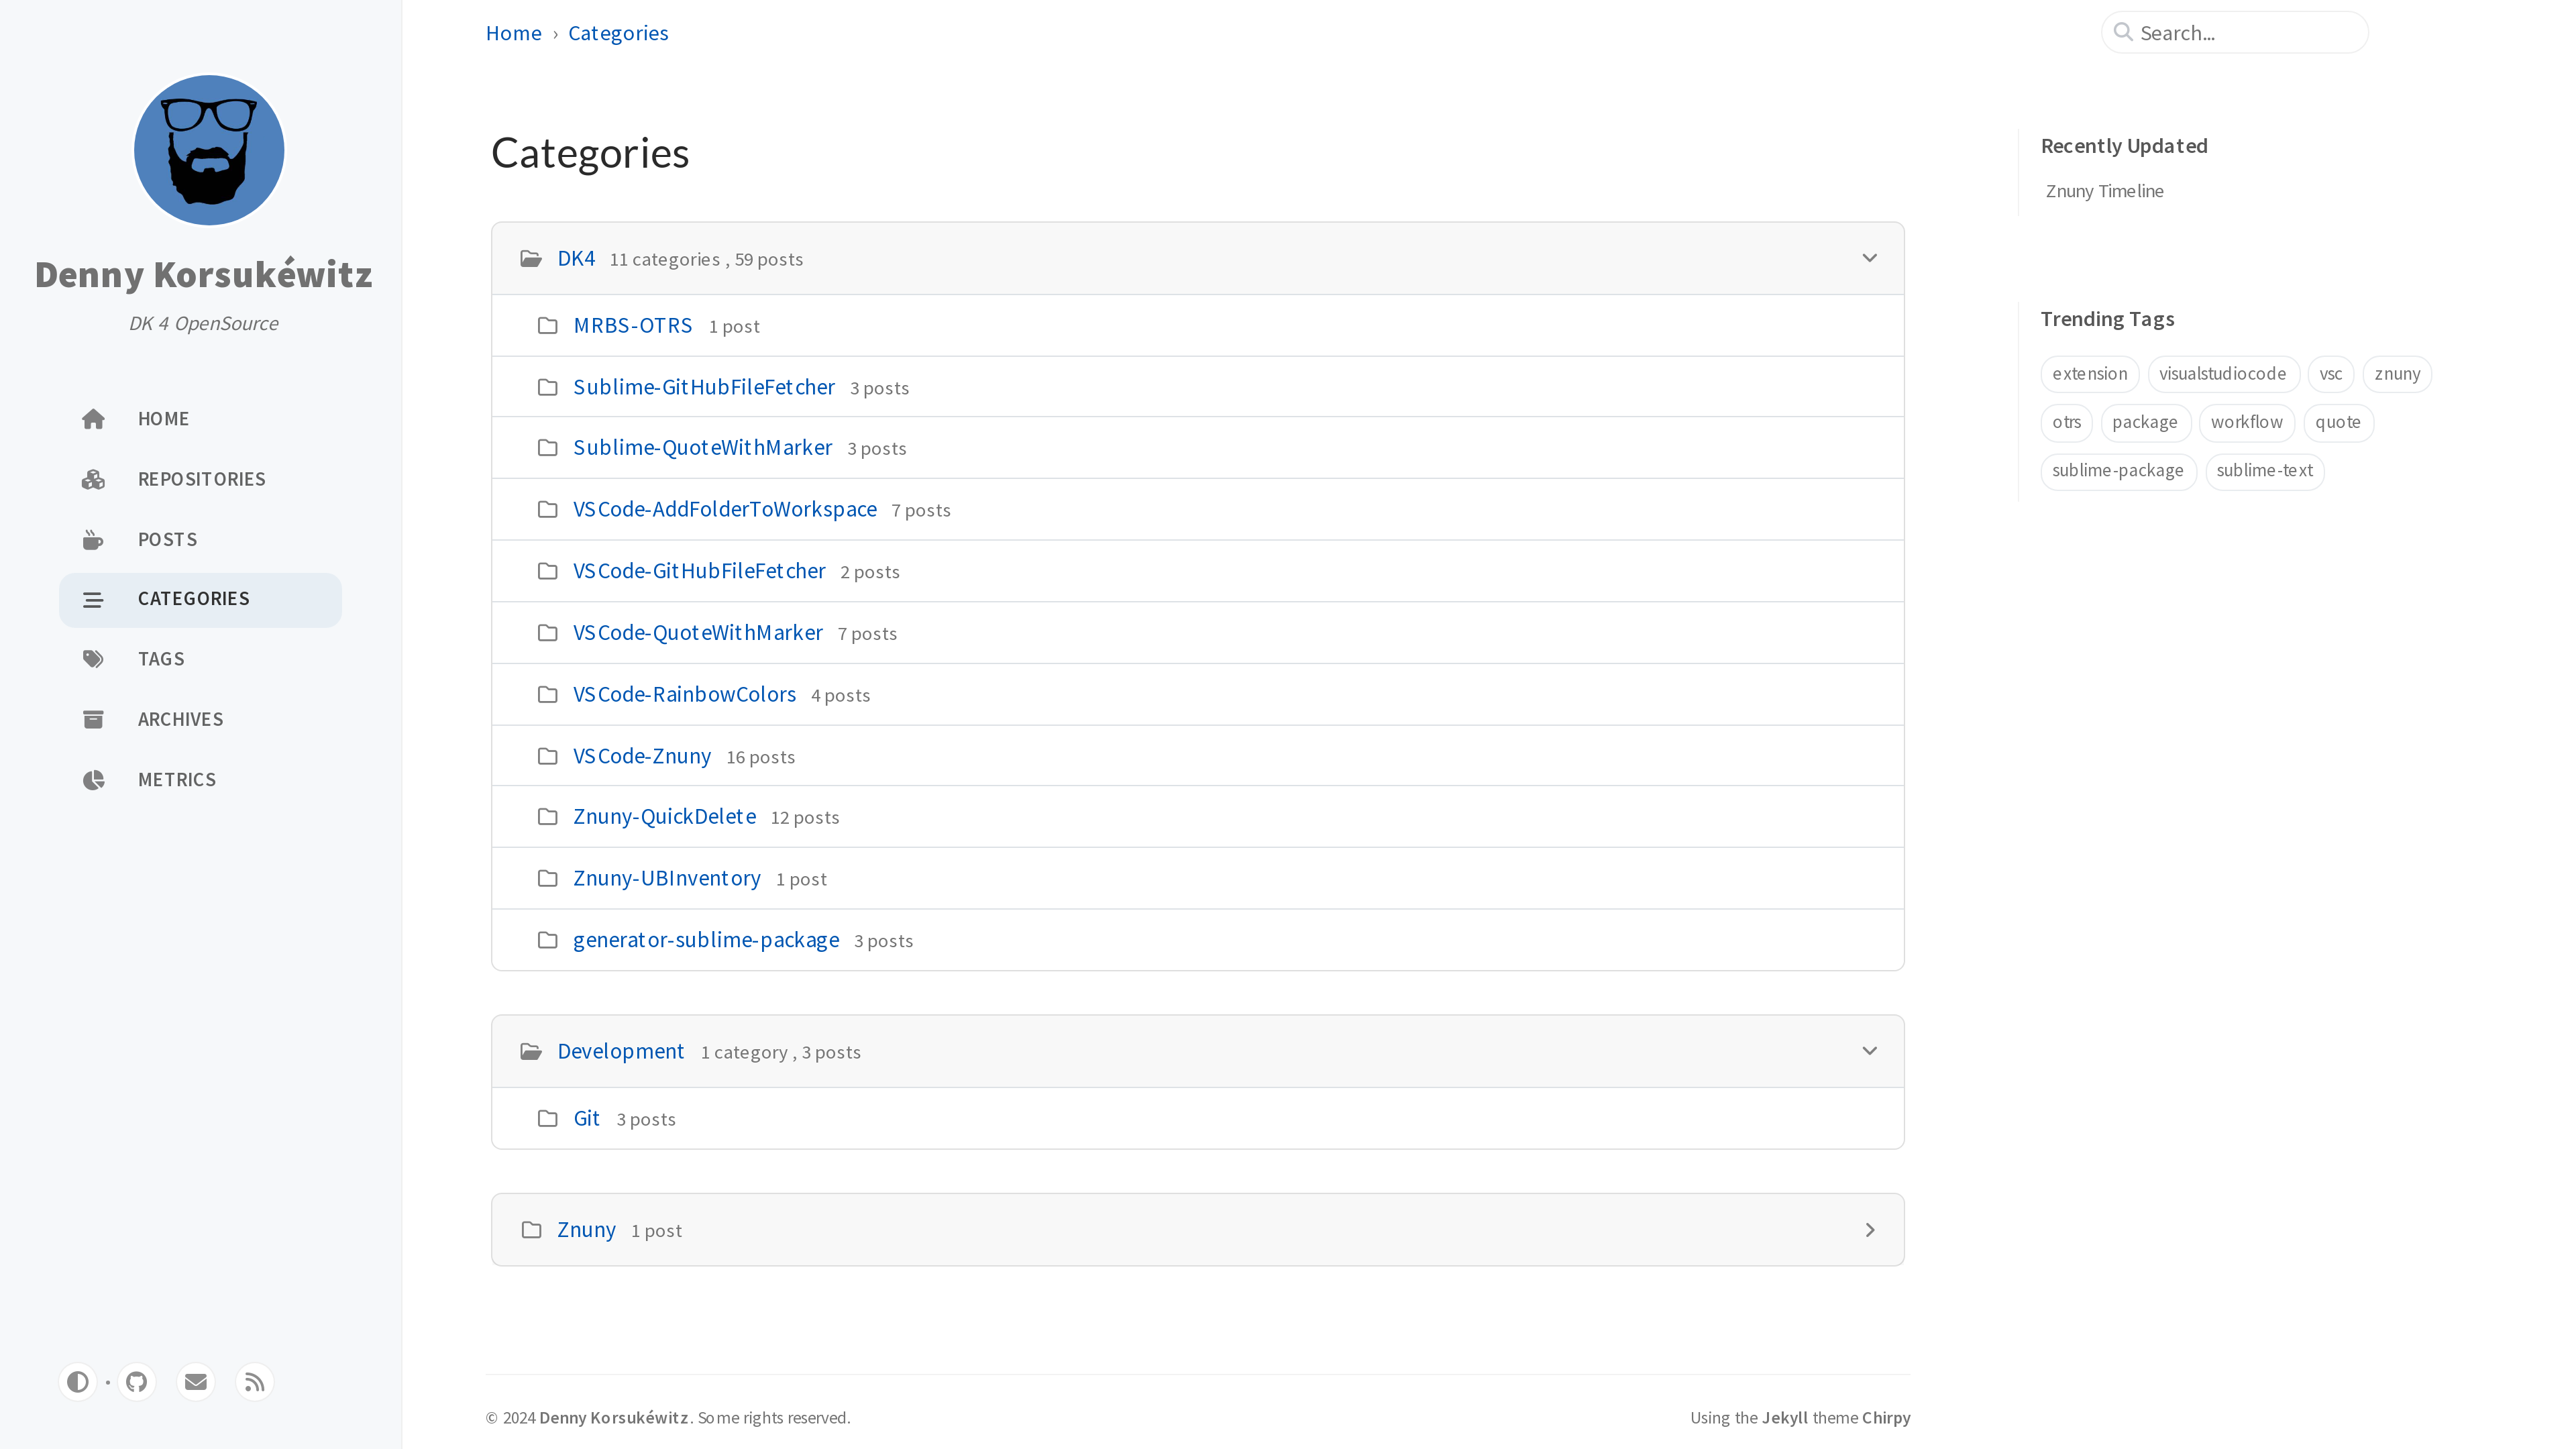 Denny Korsukéwitz
DK 4 OpenSource
HOME
REPOSITORIES
POSTS
CATEGORIES
TAGS
ARCHIVES
METRICS
Home › Categories
Search...
Categories
DK4 11 categories , 59 posts
MRBS-OTRS 1 post
Sublime-GitHubFileFetcher 3 posts
Sublime-QuoteWithMarker 3 posts
VSCode-AddFolderToWorkspace 7 posts
VSCode-GitHubFileFetcher 2 posts
VSCode-QuoteWithMarker 7 posts
VSCode-RainbowColors 4 posts
VSCode-Znuny 16 posts
Znuny-QuickDelete 12 posts
Znuny-UBInventory 1 post
generator-sublime-package 3 posts
Development 1 category , 3 posts
Git 3 posts
Znuny 1 post
Recently Updated
Znuny Timeline
Trending Tags
extension visualstudiocode vsc znuny
otrs package workflow quote
sublime-package sublime-text
© 2024 Denny Korsukéwitz. Some rights reserved.
Using the Jekyll theme Chirpy